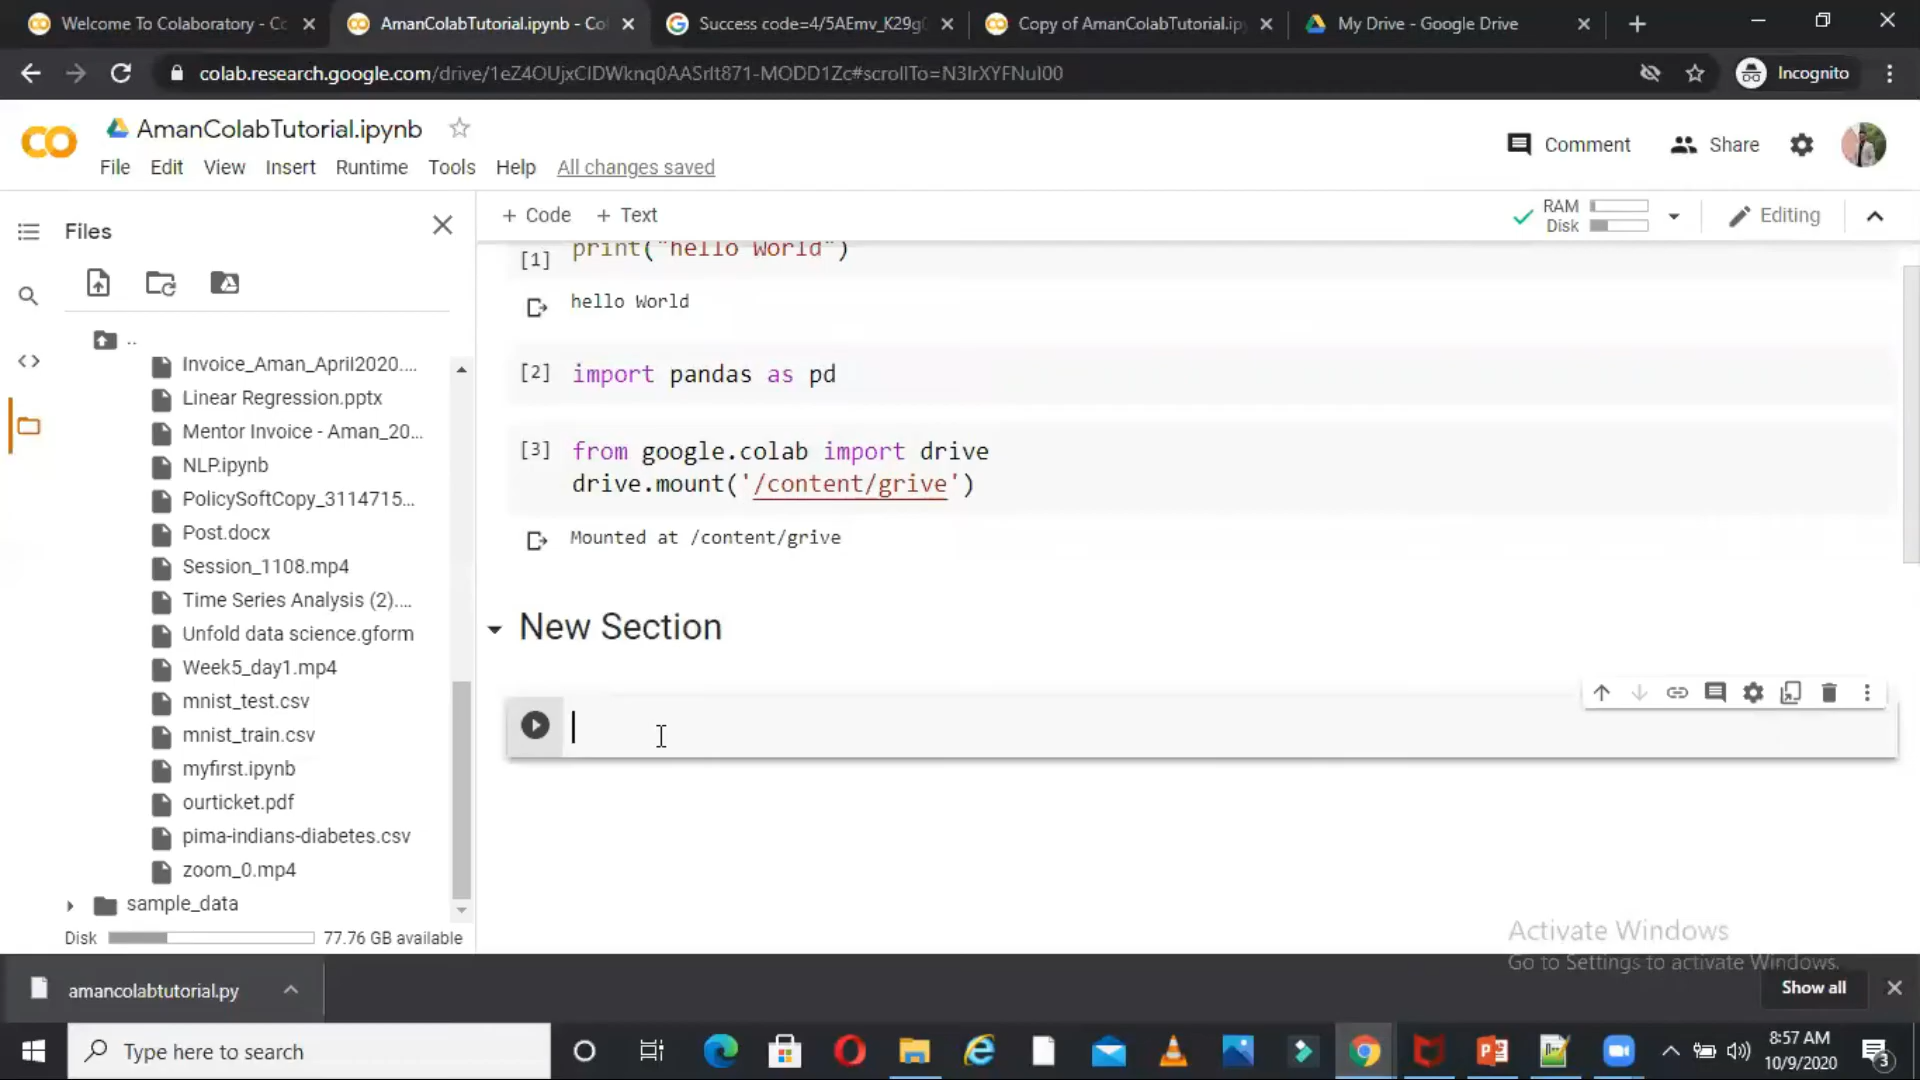 Welcome To Colaboratory - Co
AmanColabTutorial.ipynb - Co
Success code=4/5AEmv_K29g
Copy of AmanColabTutorial.ip
My Drive - Google Drive
colab.research.google.com/drive/1eZ4OUjxCIDWknq0AASrIt871-MODD1Zc#scrollTo=N3IrXYFNuI00
Incognito
CO
AmanColabTutorial.ipynb
File Edit View Insert Runtime Tools Help All changes saved
Comment
Share
Files
+ Code + Text
RAM
Disk
Editing
..
Invoice_Aman_April2020....
Linear Regression.pptx
Mentor Invoice - Aman_20...
NLP.ipynb
PolicySoftCopy_3114715...
Post.docx
Session_1108.mp4
Time Series Analysis (2)....
Unfold data science.gform
Week5_day1.mp4
mnist_test.csv
mnist_train.csv
myfirst.ipynb
ourticket.pdf
pima-indians-diabetes.csv
zoom_0.mp4
sample_data
Disk 77.76 GB available
[1] print("hello World")
hello World
[2] import pandas as pd
[3] from google.colab import drive
drive.mount('/content/grive')
Mounted at /content/grive
New Section
Activate Windows
Go to Settings to activate Windows.
amancolabtutorial.py
Show all
Type here to search
8:57 AM
10/9/2020
3